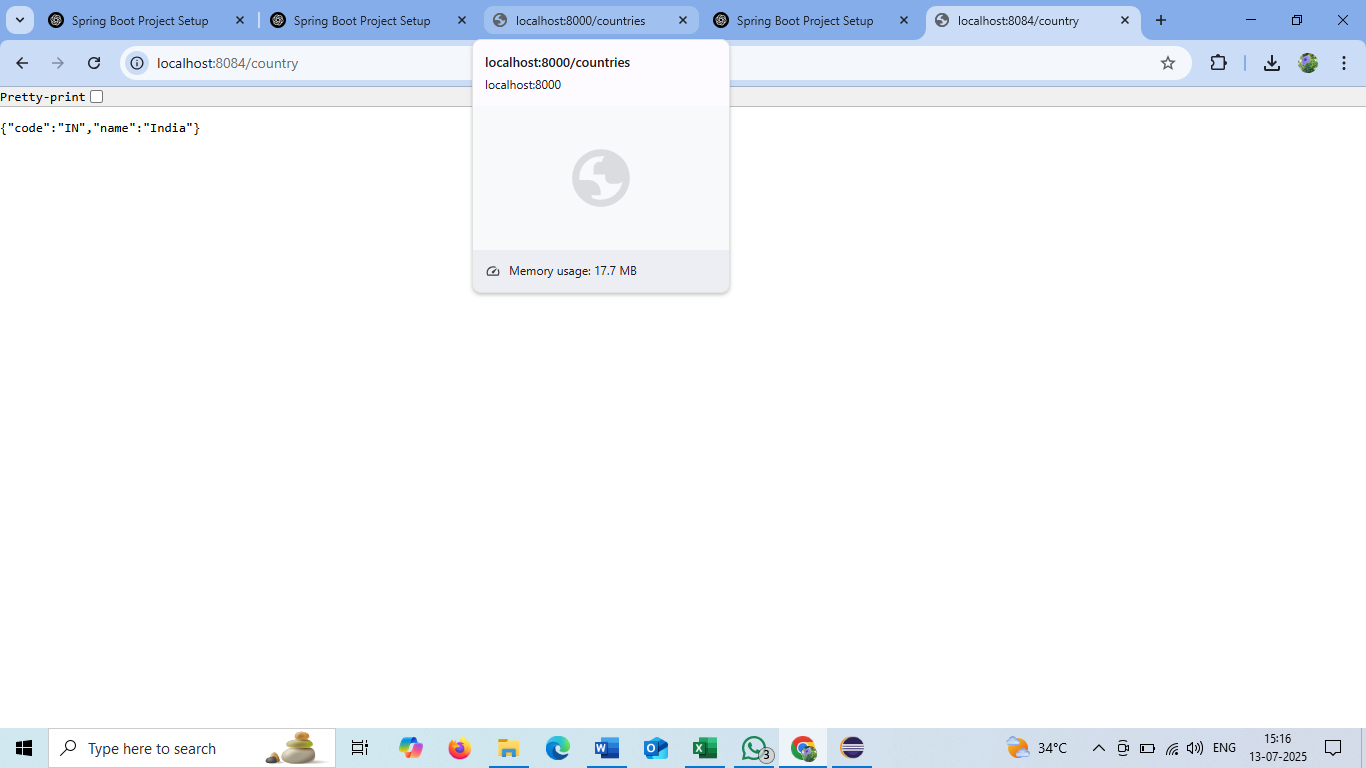 Spring Boot Project Setup
Spring Boot Project Setup
localhost:8000/countries
Spring Boot Project Setup
localhost:8084/country
localhost:8084/country
localhost:8000/countries
localhost:8000
Memory usage: 17.7 MB
Pretty-print
{"code":"IN","name":"India"}
Type here to search
W
X
3
34°C
ENG
15:16
13-07-2025